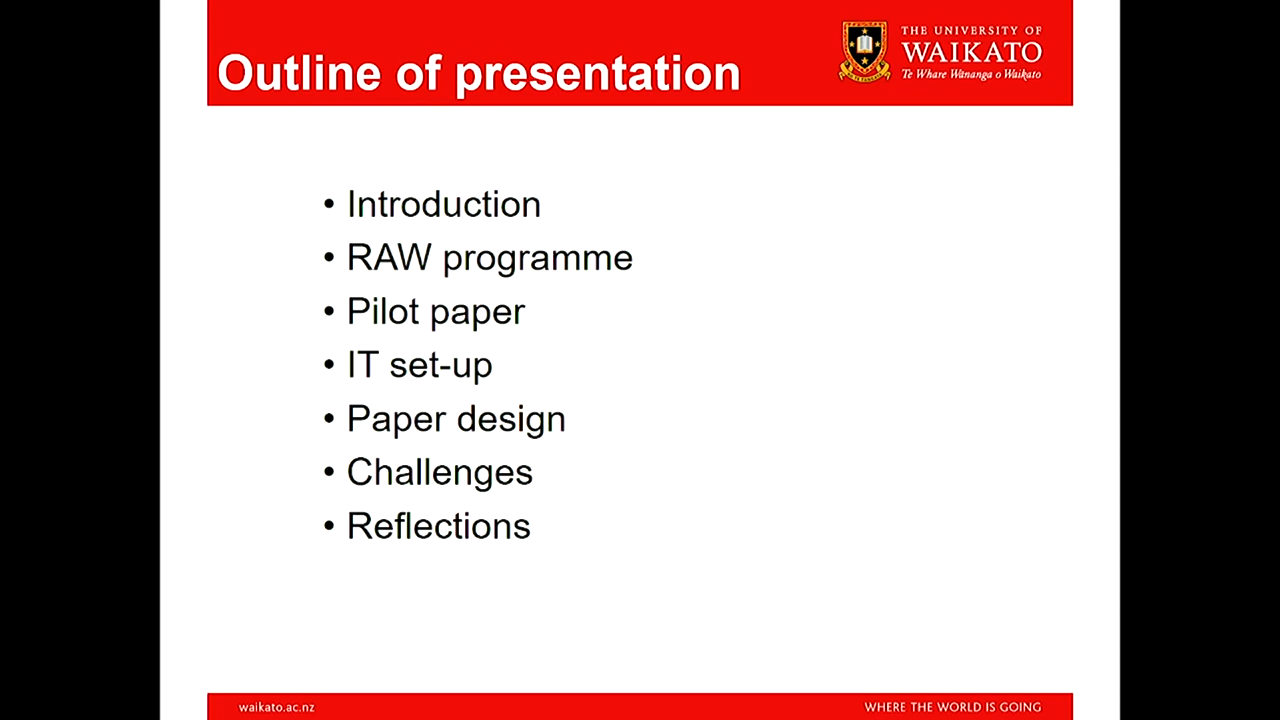 Outline of presentation
THE UNIVERSITY OF
WAIKATO
Te Whare Wānanga o Waikato
• Introduction
• RAW programme
• Pilot paper
• IT set-up
• Paper design
• Challenges
• Reflections
waikato.ac.nz
WHERE THE WORLD IS GOING